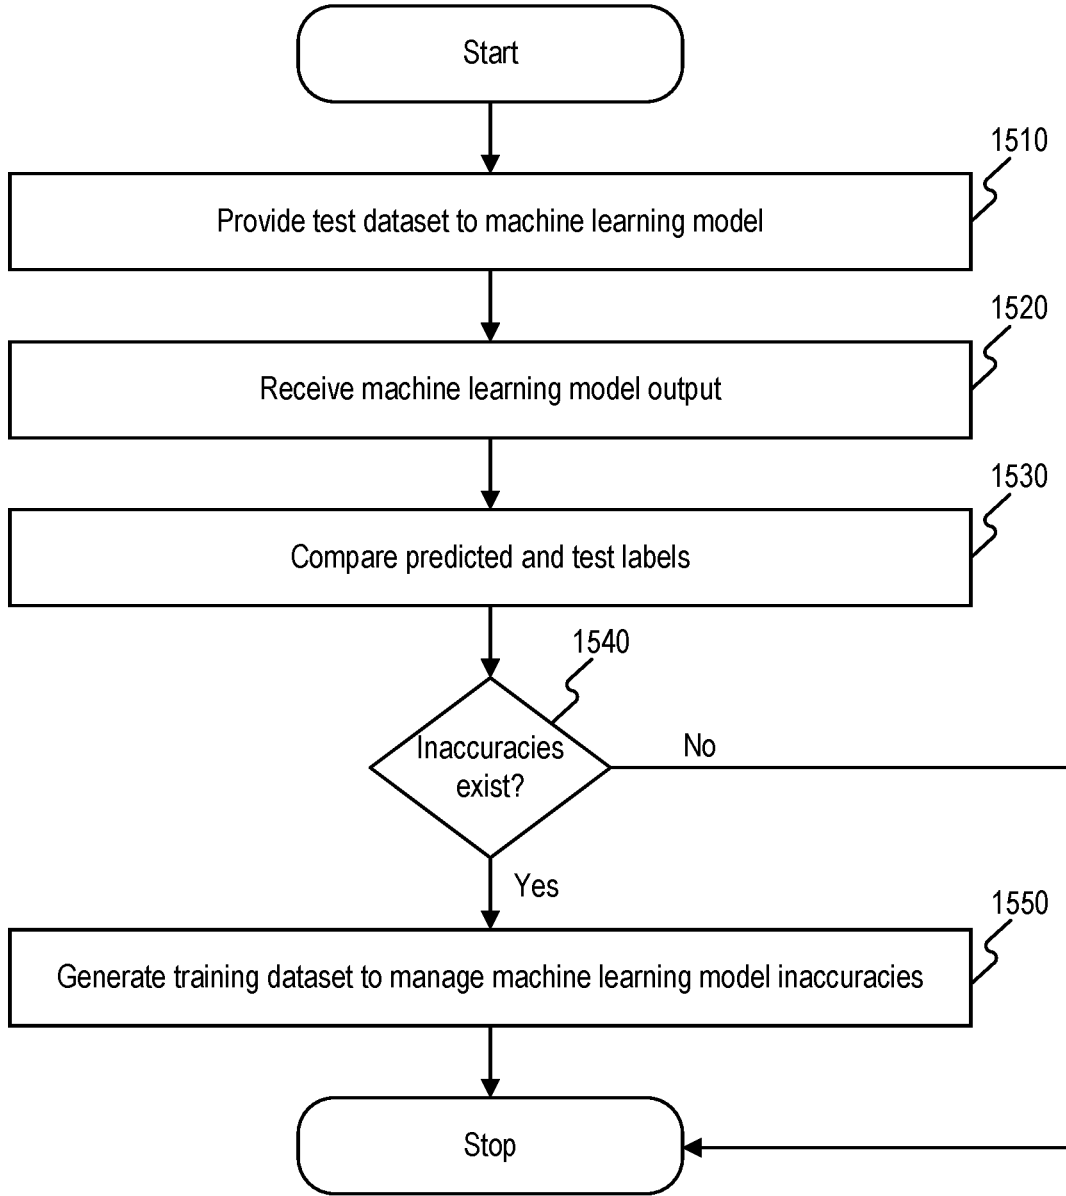 Start
1510
Provide test dataset to machine learning model
1520
Receive machine learning model output
1530
Compare predicted and test labels
1540
Inaccuracies
exist?
No
Yes
1550
Generate training dataset to manage machine learning model inaccuracies
Stop